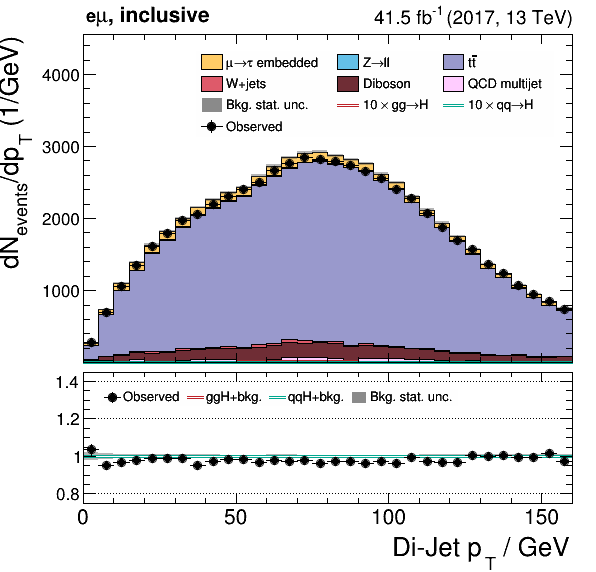 eμ, inclusive 41.5 fb⁻¹ (2017, 13 TeV)
dN_events/dp_T (1/GeV)
4000
3000
2000
1000
μ→τ embedded Z→ll tt̄
W+jets Diboson QCD multijet
Bkg. stat. unc. 10 × gg→H 10 × qq→H
Observed
1.4
1.2
1
0.8
Observed ggH+bkg. qqH+bkg. Bkg. stat. unc.
0 50 100 150
Di-Jet p_T / GeV